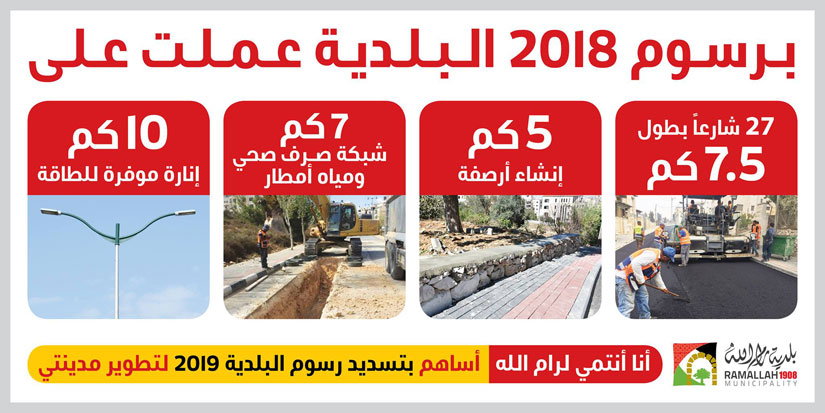 برسوم 2018 البلدية عملت على
27 شارعاً بطول
7.5 كم
5 كم
إنشاء أرصفة
7 كم
شبكة صرف صحي
ومياه أمطار
10 كم
إنارة موفرة للطاقة
أنا أنتمي لرام الله أساهم بتسديد رسوم البلدية 2019 لتطوير مدينتي
بلدية رام الله
RAMALLAH 1908
MUNICIPALITY